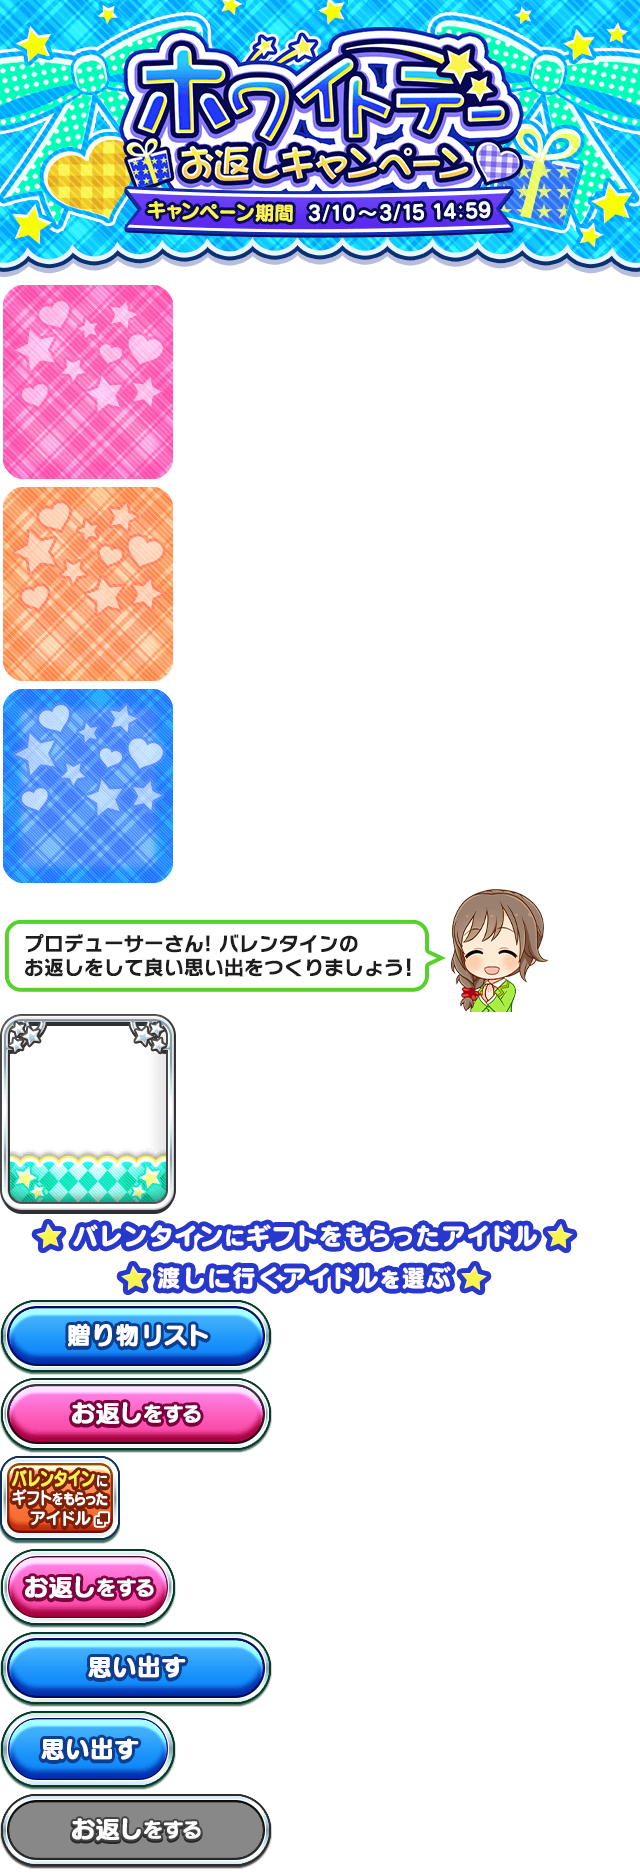 ホワイトデー
お返しキャンペーン
キャンペーン期間 3/10～3/15 14:59
プロデューサーさん! バレンタインの
お返しをして良い思い出をつくりましょう!
バレンタインにギフトをもらったアイドル
渡しに行くアイドルを選ぶ
贈り物リスト
お返しをする
バレンタインに
ギフトをもらった
アイドル
お返しをする
思い出す
思い出す
お返しをする